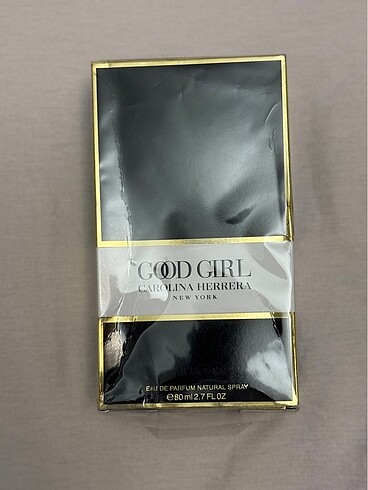 GOOD GIRL
CAROLINA HERRERA
NEW YORK
EAU DE PARFUM NATURAL SPRAY
℮80 ml 2.7 FL OZ